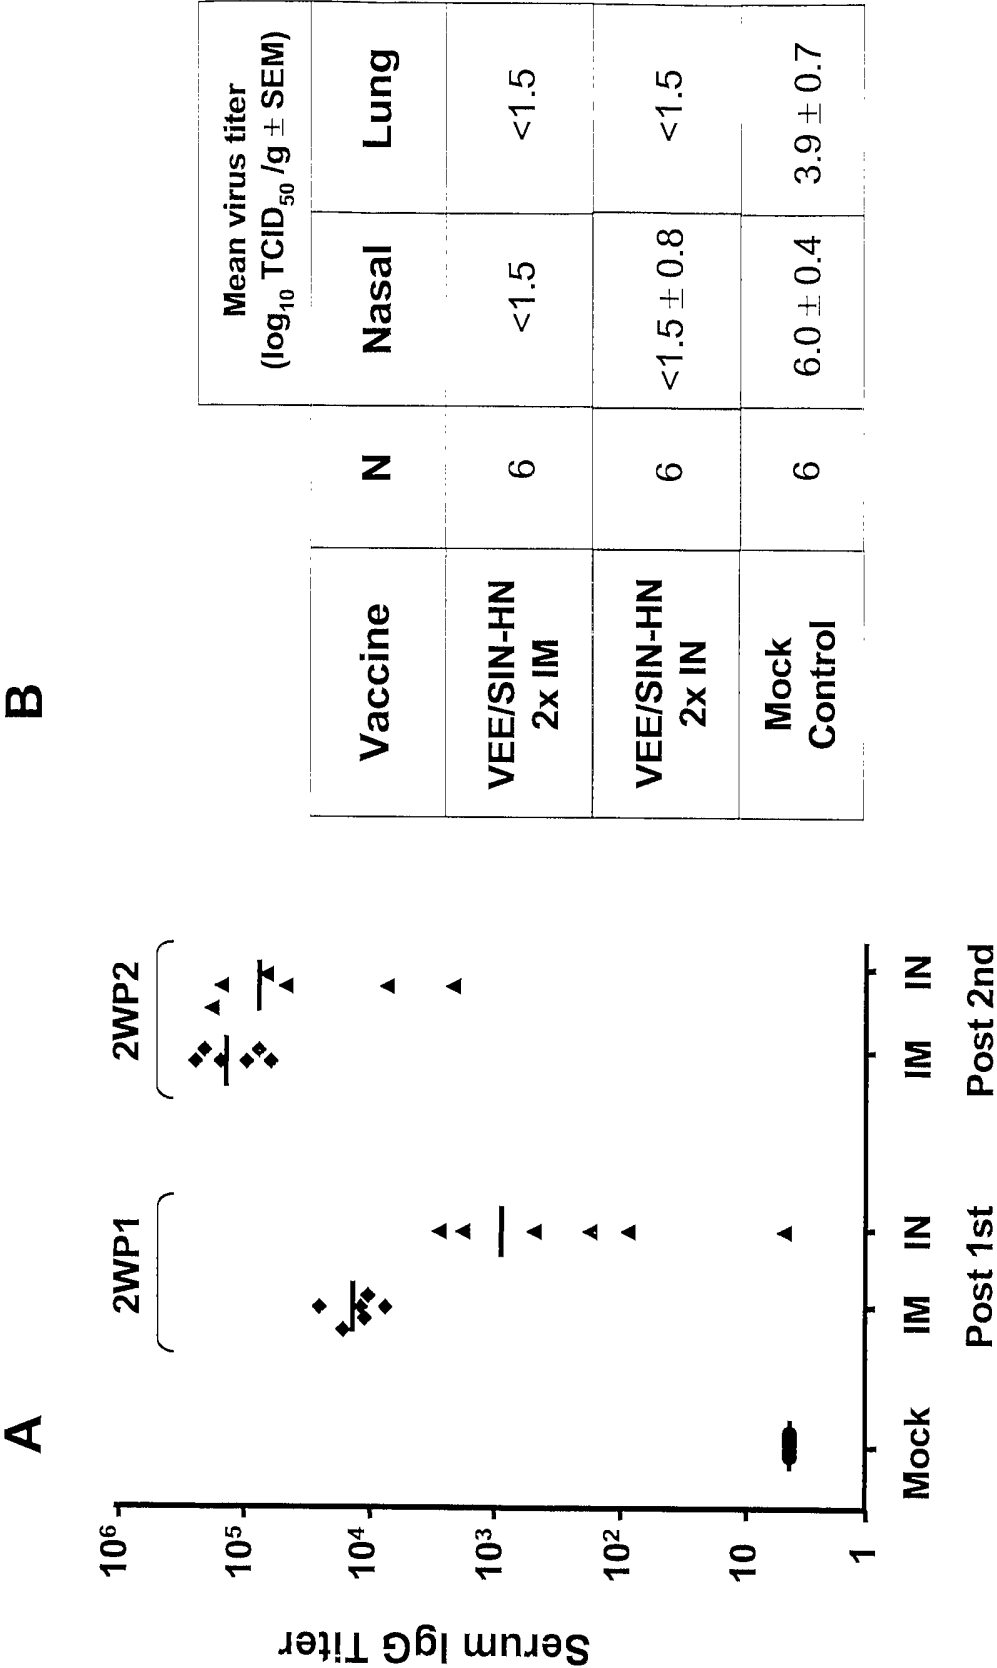 A
2WP1
2WP2
10⁶
10⁵
10⁴
10³
10²
10
1
Serum IgG Titer
Mock
IM
IN
IM
IN
Post 1st
Post 2nd
B
Mean virus titer
(log₁₀ TCID₅₀ /g ± SEM)
Vaccine N Nasal Lung
VEE/SIN-HN
2x IM
6 <1.5 <1.5
VEE/SIN-HN
2x IN
6 <1.5 ± 0.8 <1.5
Mock
Control
6 6.0 ± 0.4 3.9 ± 0.7